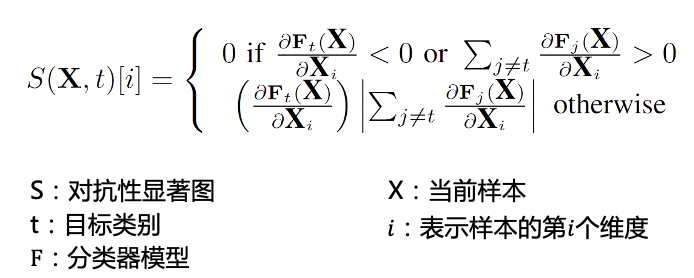 S(X, t)[i] = { 0 if ∂F_t(X)/∂X_i < 0 or ∑_{j≠t} ∂F_j(X)/∂X_i > 0
(∂F_t(X)/∂X_i) |∑_{j≠t} ∂F_j(X)/∂X_i| otherwise
S：对抗性显著图 X：当前样本
t：目标类别 i：表示样本的第i个维度
F：分类器模型